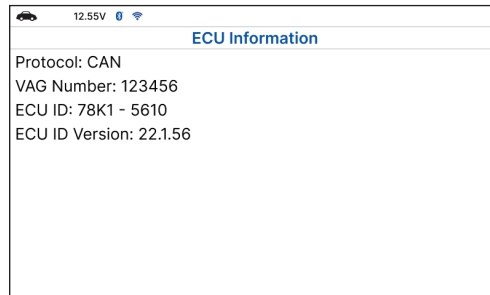 12.55V
ECU Information
Protocol: CAN
VAG Number: 123456
ECU ID: 78K1 - 5610
ECU ID Version: 22.1.56